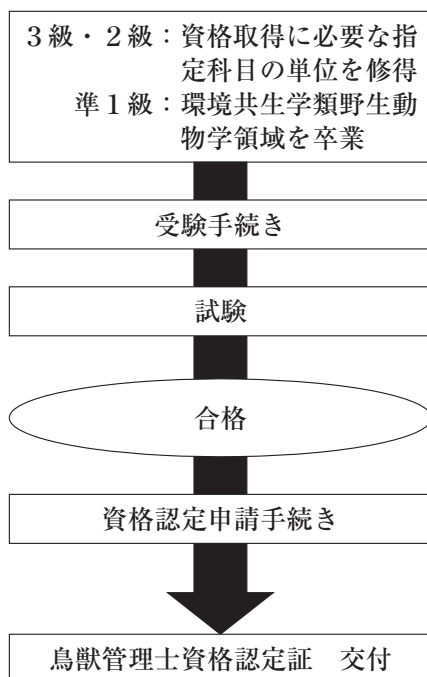 ３級・２級：資格取得に必要な指
定科目の単位を修得
準１級：環境共生学類野生動
物学領域を卒業
受験手続き
試験
合格
資格認定申請手続き
鳥獣管理士資格認定証　交付